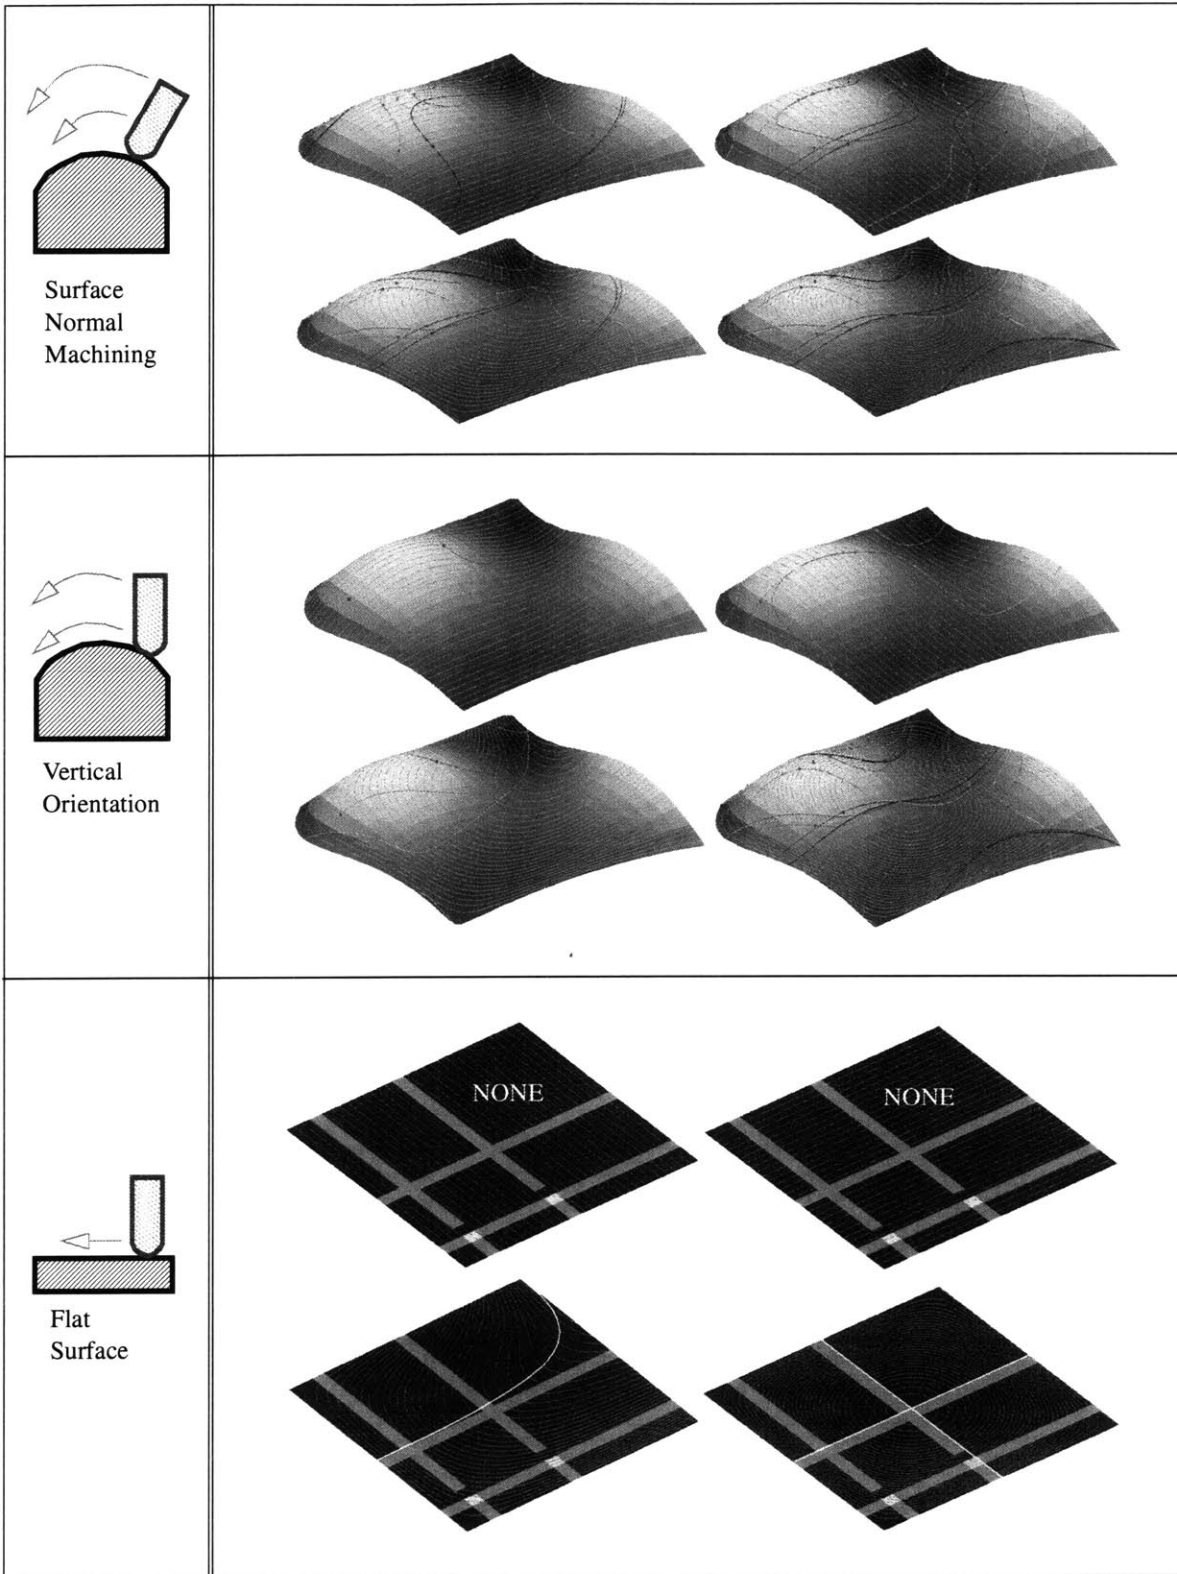 Surface
Normal
Machining
Vertical
Orientation
NONE
NONE
Flat
Surface